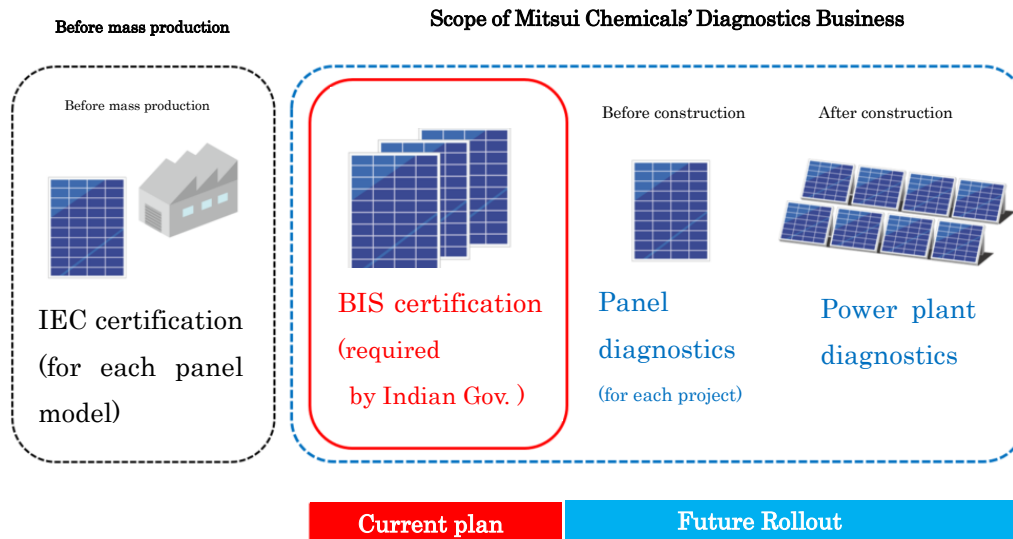 Before mass production
Scope of Mitsui Chemicals' Diagnostics Business
Before mass production
IEC certification
(for each panel
model)
BIS certification
(required
by Indian Gov. )
Before construction
Panel
diagnostics
(for each project)
After construction
Power plant
diagnostics
Current plan
Future Rollout